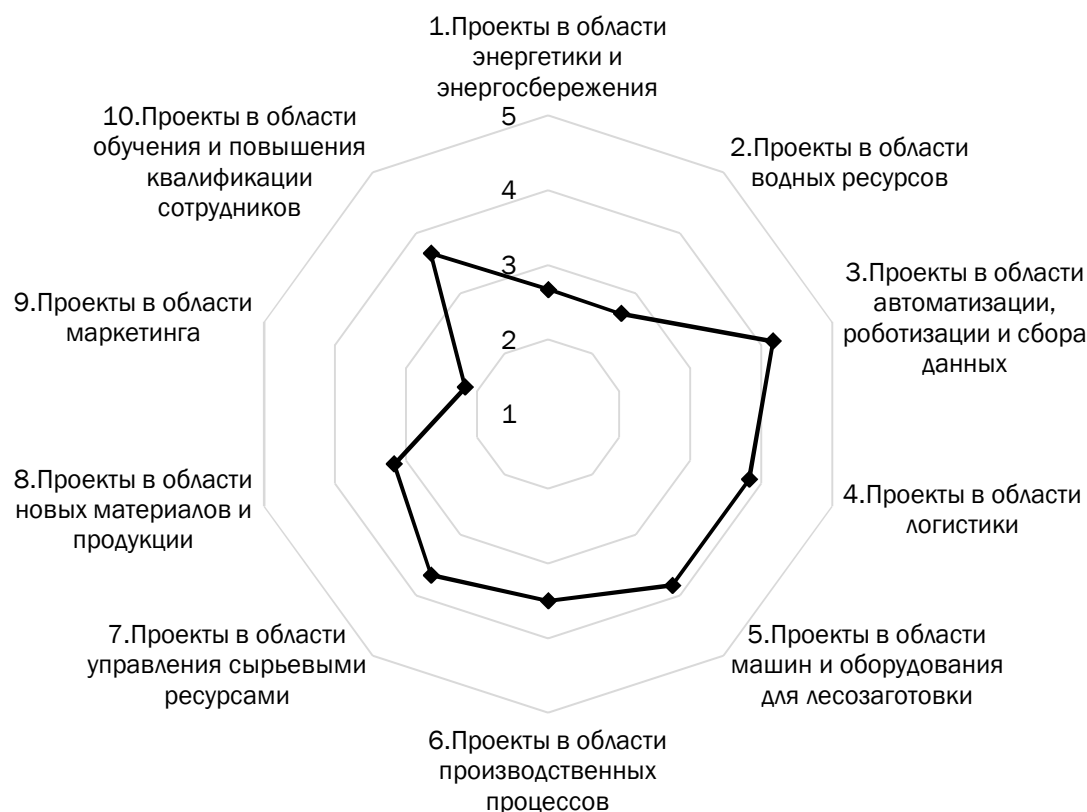 1.Проекты в области
энергетики и
энергосбережения
2.Проекты в области
водных ресурсов
3.Проекты в области
автоматизации,
роботизации и сбора
данных
4.Проекты в области
логистики
5.Проекты в области
машин и оборудования
для лесозаготовки
6.Проекты в области
производственных
процессов
7.Проекты в области
управления сырьевыми
ресурсами
8.Проекты в области
новых материалов и
продукции
9.Проекты в области
маркетинга
10.Проекты в области
обучения и повышения
квалификации
сотрудников
5
4
3
2
1